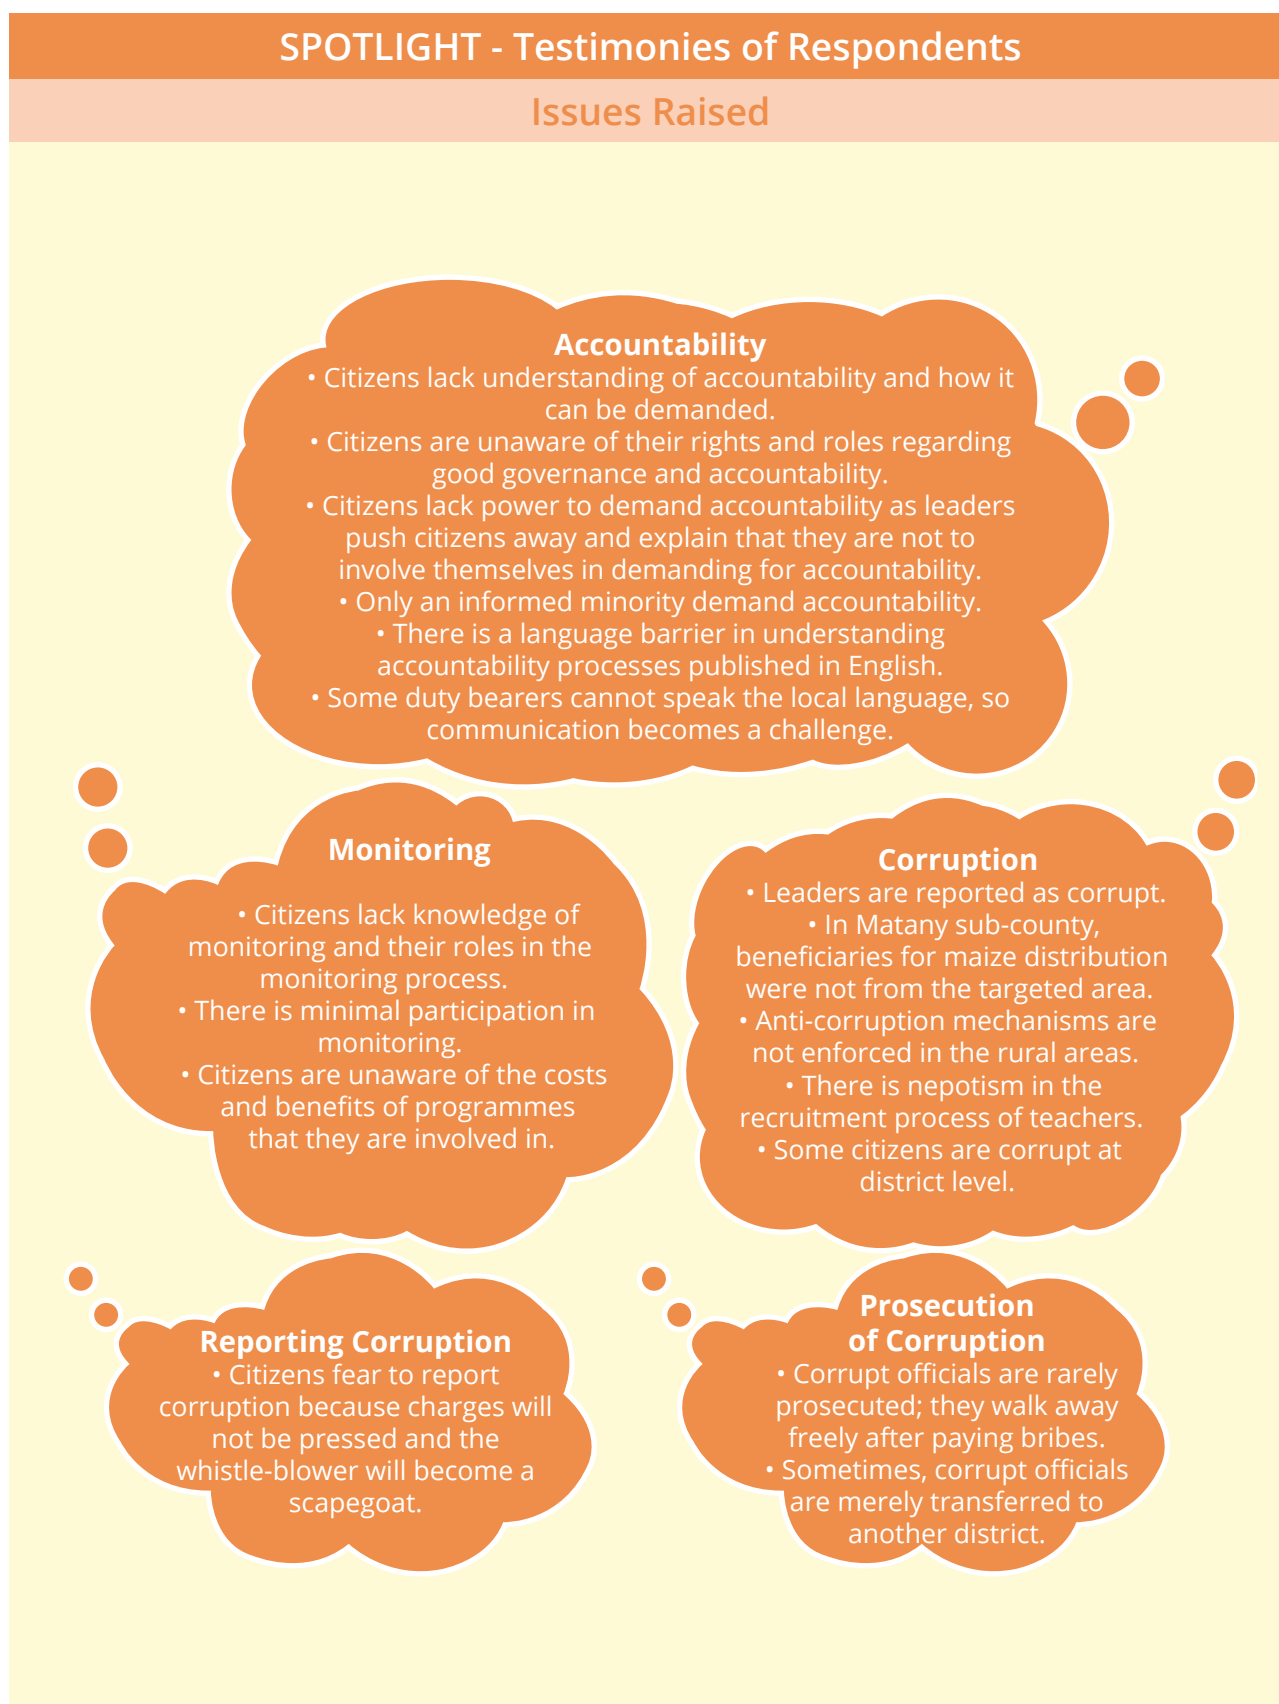 SPOTLIGHT - Testimonies of Respondents
Issues Raised
Accountability
• Citizens lack understanding of accountability and how it
can be demanded.
• Citizens are unaware of their rights and roles regarding
good governance and accountability.
• Citizens lack power to demand accountability as leaders
push citizens away and explain that they are not to
involve themselves in demanding for accountability.
• Only an informed minority demand accountability.
• There is a language barrier in understanding
accountability processes published in English.
• Some duty bearers cannot speak the local language, so
communication becomes a challenge.
Monitoring
• Citizens lack knowledge of
monitoring and their roles in the
monitoring process.
• There is minimal participation in
monitoring.
• Citizens are unaware of the costs
and benefits of programmes
that they are involved in.
Corruption
• Leaders are reported as corrupt.
• In Matany sub-county,
beneficiaries for maize distribution
were not from the targeted area.
• Anti-corruption mechanisms are
not enforced in the rural areas.
• There is nepotism in the
recruitment process of teachers.
• Some citizens are corrupt at
district level.
Reporting Corruption
• Citizens fear to report
corruption because charges will
not be pressed and the
whistle-blower will become a
scapegoat.
Prosecution
of Corruption
• Corrupt officials are rarely
prosecuted; they walk away
freely after paying bribes.
• Sometimes, corrupt officials
are merely transferred to
another district.